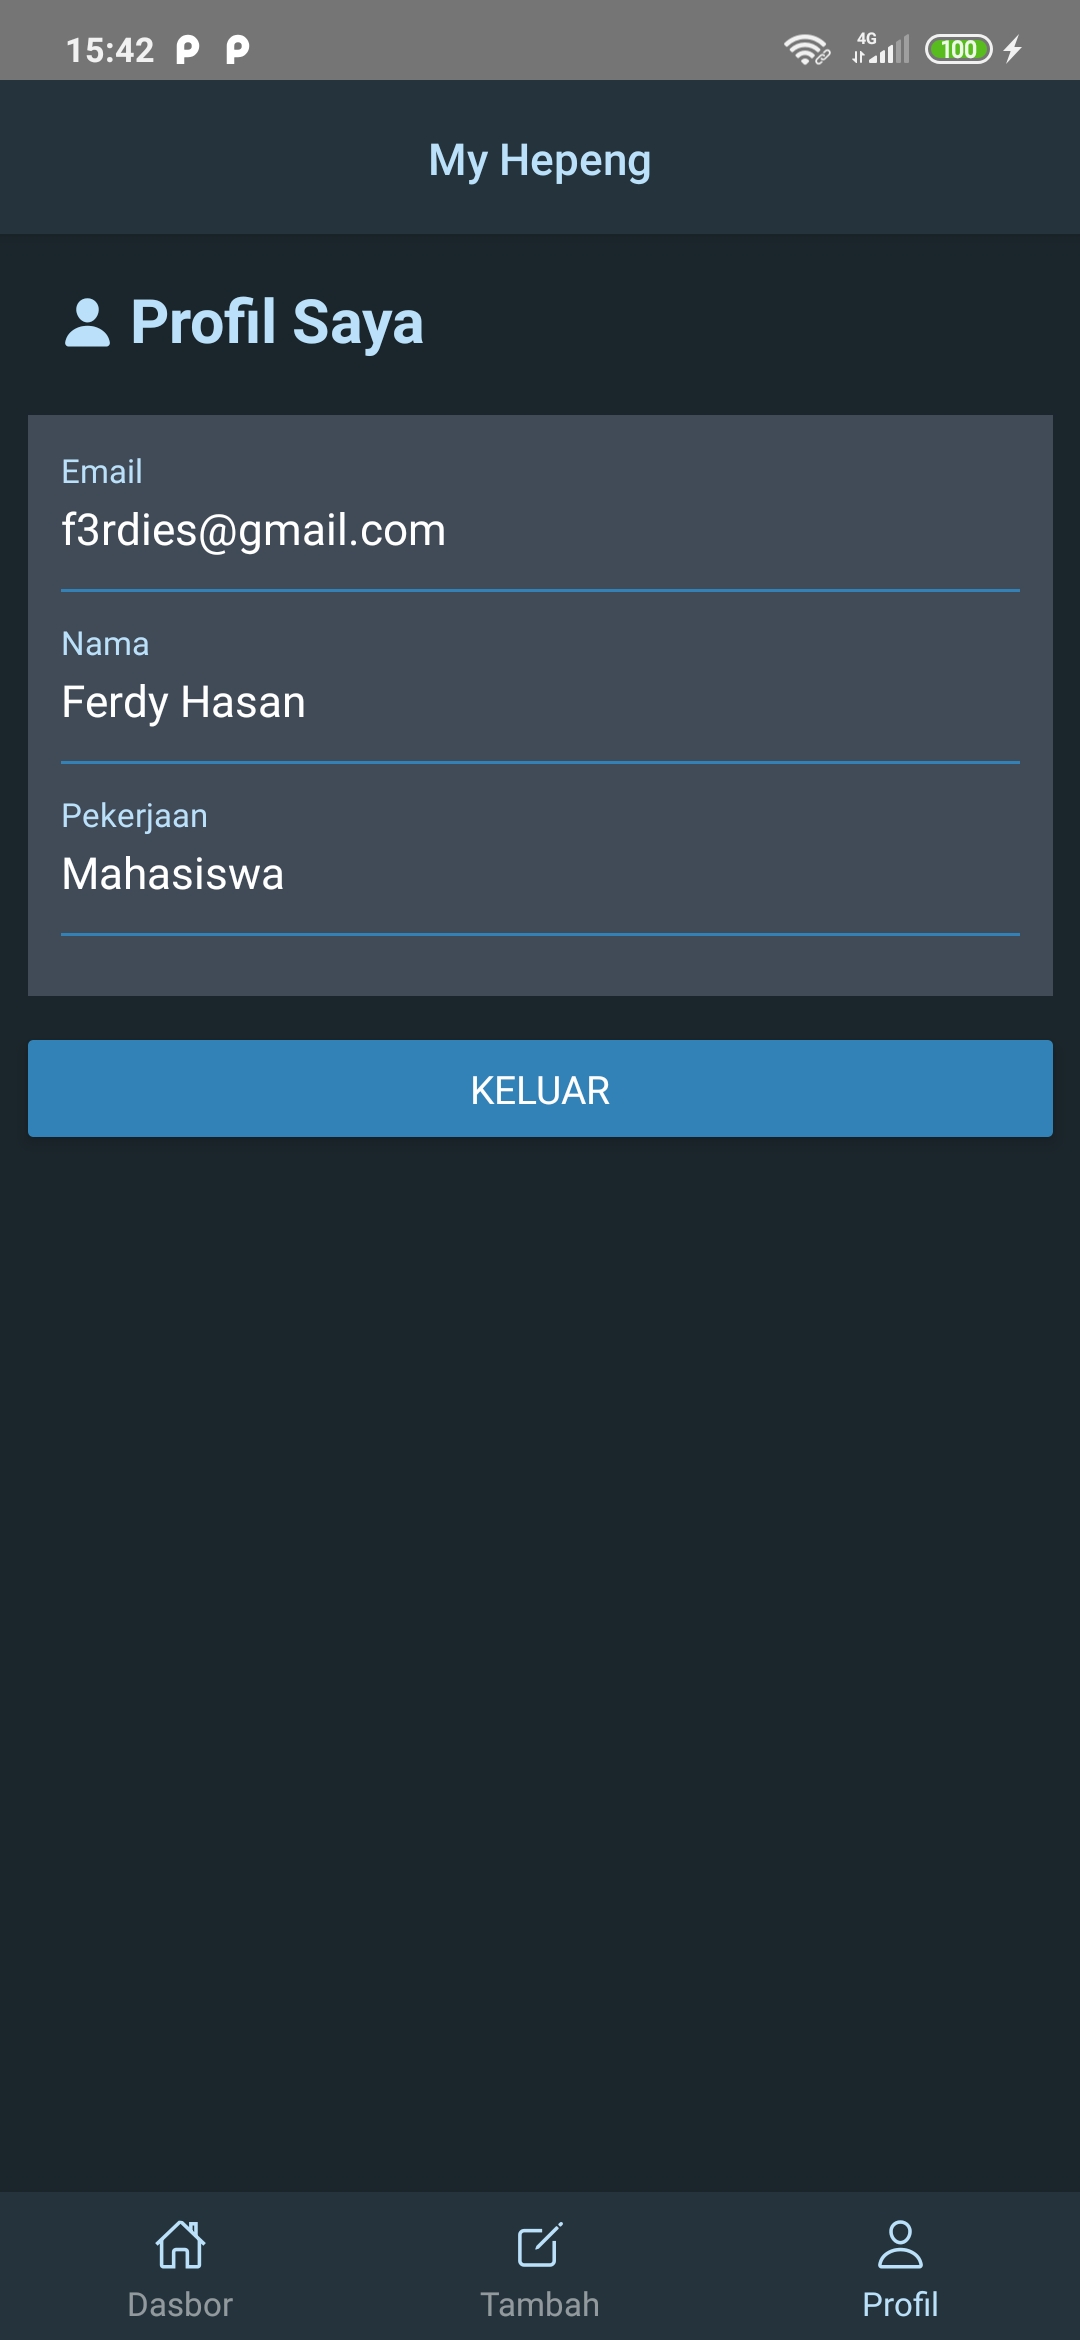 15:42
4G
100
My Hepeng
Profil Saya
Email
f3rdies@gmail.com
Nama
Ferdy Hasan
Pekerjaan
Mahasiswa
KELUAR
Dasbor
Tambah
Profil